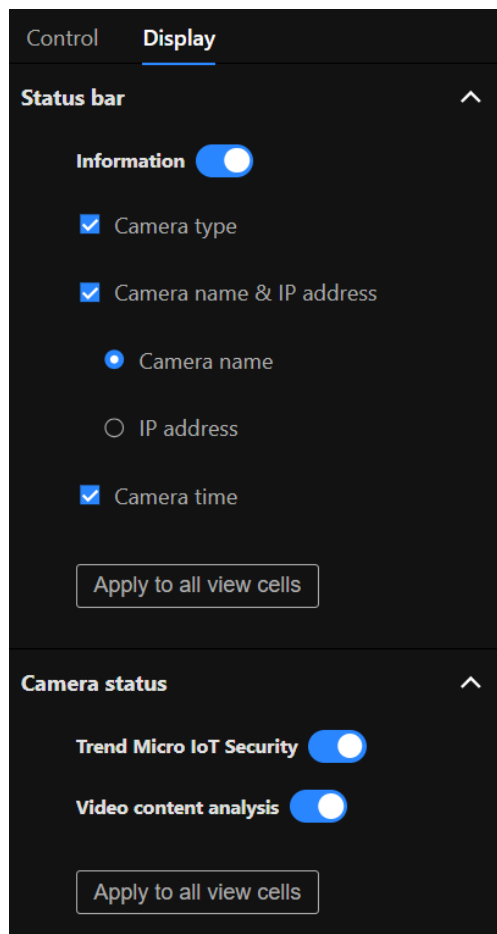 Control Display
Status bar
Information
Camera type
Camera name & IP address
Camera name
IP address
Camera time
Apply to all view cells
Camera status
Trend Micro IoT Security
Video content analysis
Apply to all view cells